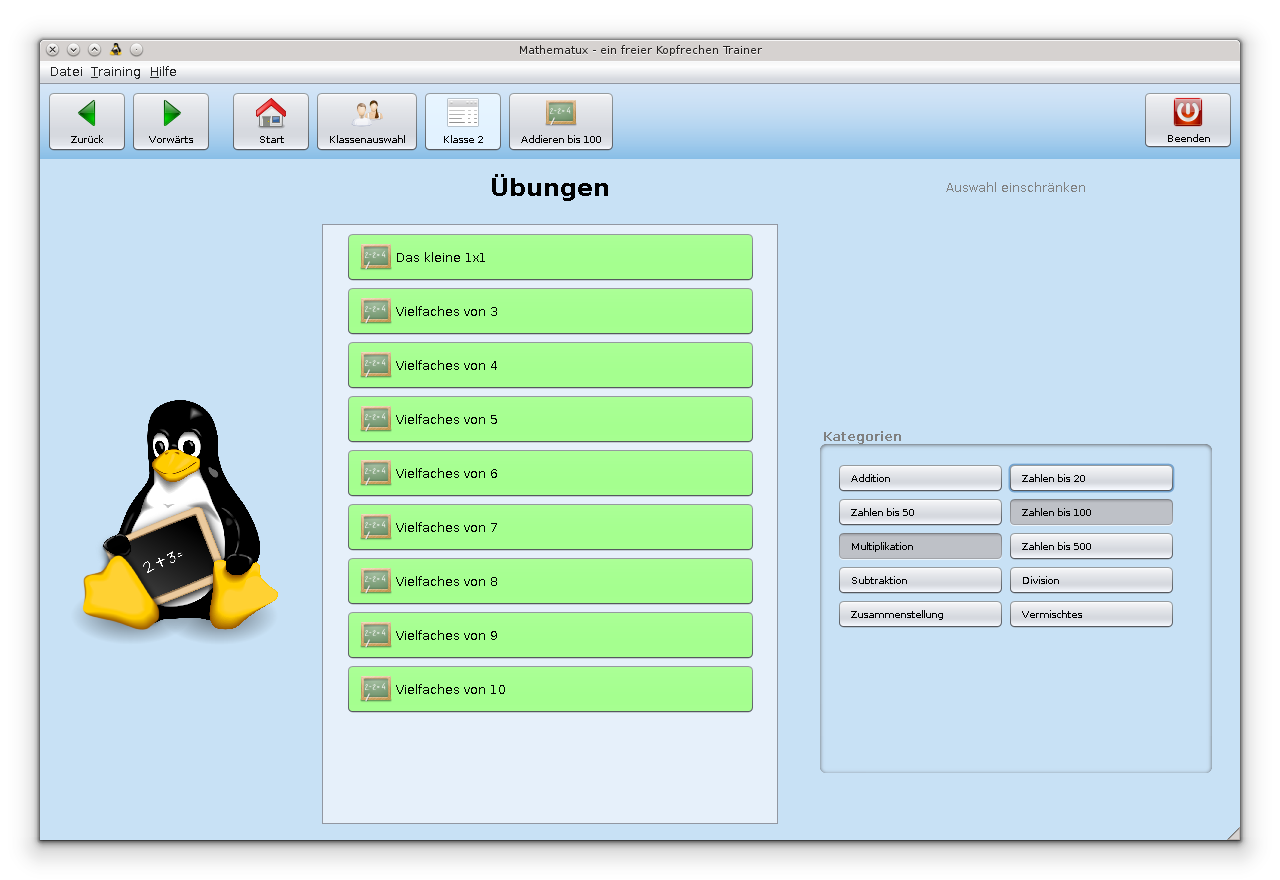 Mathematux - ein freier Kopfrechen Trainer
Datei Training Hilfe
Zurück Vorwärts Start Klassenauswahl Klasse 2 Addieren bis 100 Beenden
Übungen
Auswahl einschränken
Das kleine 1x1
Vielfaches von 3
Vielfaches von 4
Vielfaches von 5
Vielfaches von 6
Vielfaches von 7
Vielfaches von 8
Vielfaches von 9
Vielfaches von 10
2+3=
Kategorien
Addition Zahlen bis 20
Zahlen bis 50 Zahlen bis 100
Multiplikation Zahlen bis 500
Subtraktion Division
Zusammenstellung Vermischtes